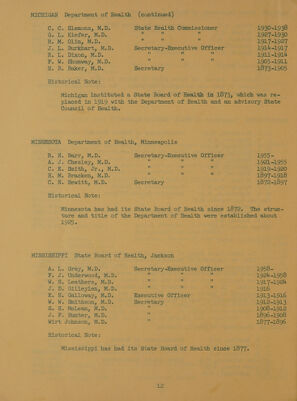 MICHIGAN Department of Health (continued)
C. C. Slemons, M.D. State Health Commissioner 1930-1938
G. L. Kiefer, M.D. " " " 1927-1930
R. M. Olin, M.D. " " " 1917-1927
J. L. Burkhart, M.D. Secretary-Executive Officer 1914-1917
R. L. Dixon, M.D. " " " 1911-1914
F. W. Shumway, M.D. " " " 1905-1911
H. B. Baker, M.D. Secretary 1873-1905
Historical Note:
Michigan instituted a State Board of Health in 1873, which was re-
placed in 1919 with the Department of Health and an advisory State
Council of Health.
MINNESOTA Department of Health, Minneapolis
R. N. Barr, M.D. Secretary-Executive Officer 1955-
A. J. Chesley, M.D. " " " 1921-1955
C. E. Smith, Jr., M.D. " " " 1919-1920
H. M. Bracken, M.D. " " " 1897-1918
C. N. Hewitt, M.D. Secretary 1872-1897
Historical Note:
Minnesota has had its State Board of Health since 1872. The struc-
ture and title of the Department of Health were established about
1925.
MISSISSIPPI State Board of Health, Jackson
A. L. Gray, M.D. Secretary-Executive Officer 1958-
F. J. Underwood, M.D. " " " 1924-1958
W. S. Leathers, M.D. " " " 1917-1924
J. D. Gilleylen, M.D. " " " 1916
E. H. Galloway, M.D. Executive Officer 1913-1916
W. W. Smithson, M.D. Secretary 1912-1913
S. H. McLean, M.D. " 1908-1912
J. F. Hunter, M.D. " 1896-1908
Wirt Johnson, M.D. " 1877-1896
Historical Note:
Mississippi has had its State Board of Health since 1877.
12